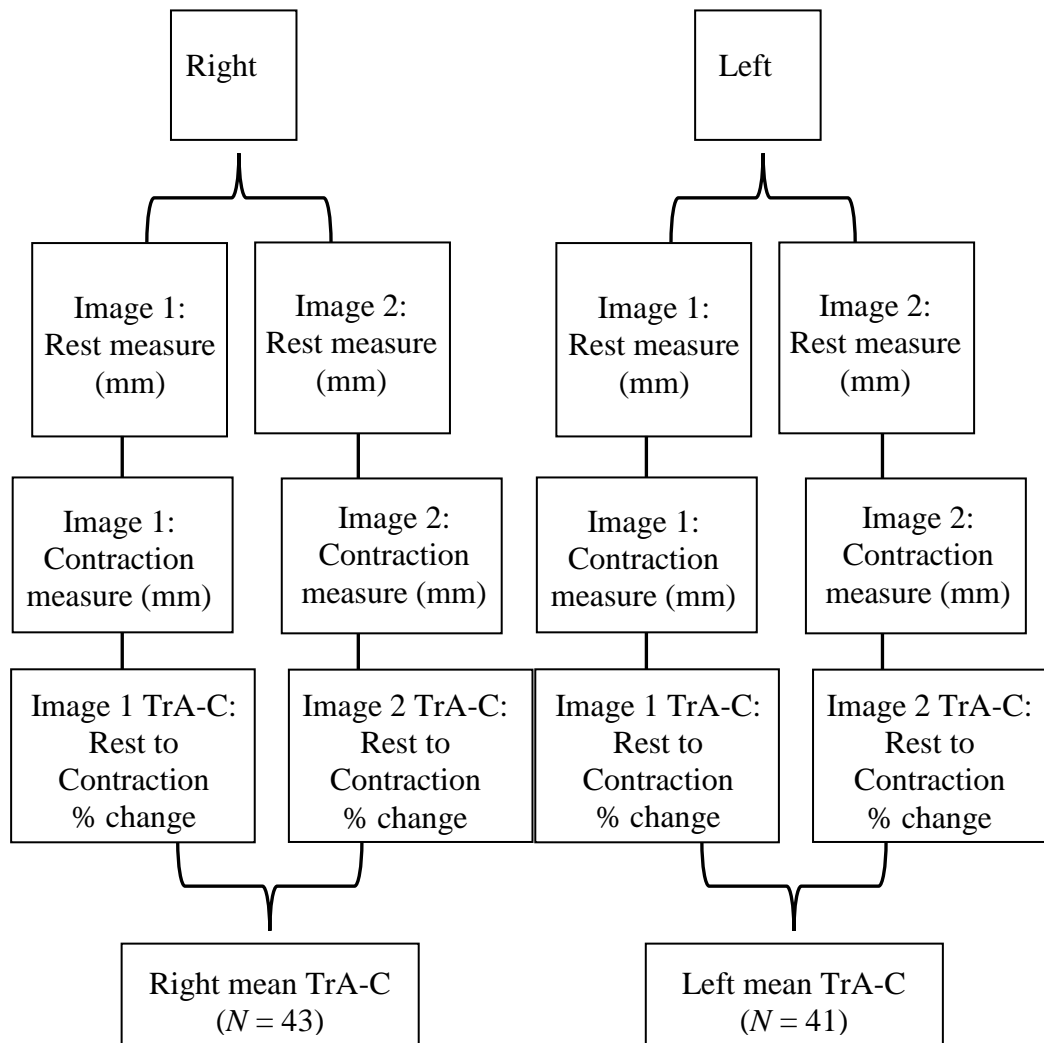 Right
Left
Image 1:
Rest measure
(mm)
Image 2:
Rest measure
(mm)
Image 1:
Rest measure
(mm)
Image 2:
Rest measure
(mm)
Image 1:
Contraction
measure (mm)
Image 2:
Contraction
measure (mm)
Image 1:
Contraction
measure (mm)
Image 2:
Contraction
measure (mm)
Image 1 TrA-C:
Rest to
Contraction
% change
Image 2 TrA-C:
Rest to
Contraction
% change
Image 1 TrA-C:
Rest to
Contraction
% change
Image 2 TrA-C:
Rest to
Contraction
% change
Right mean TrA-C
(N = 43)
Left mean TrA-C
(N = 41)